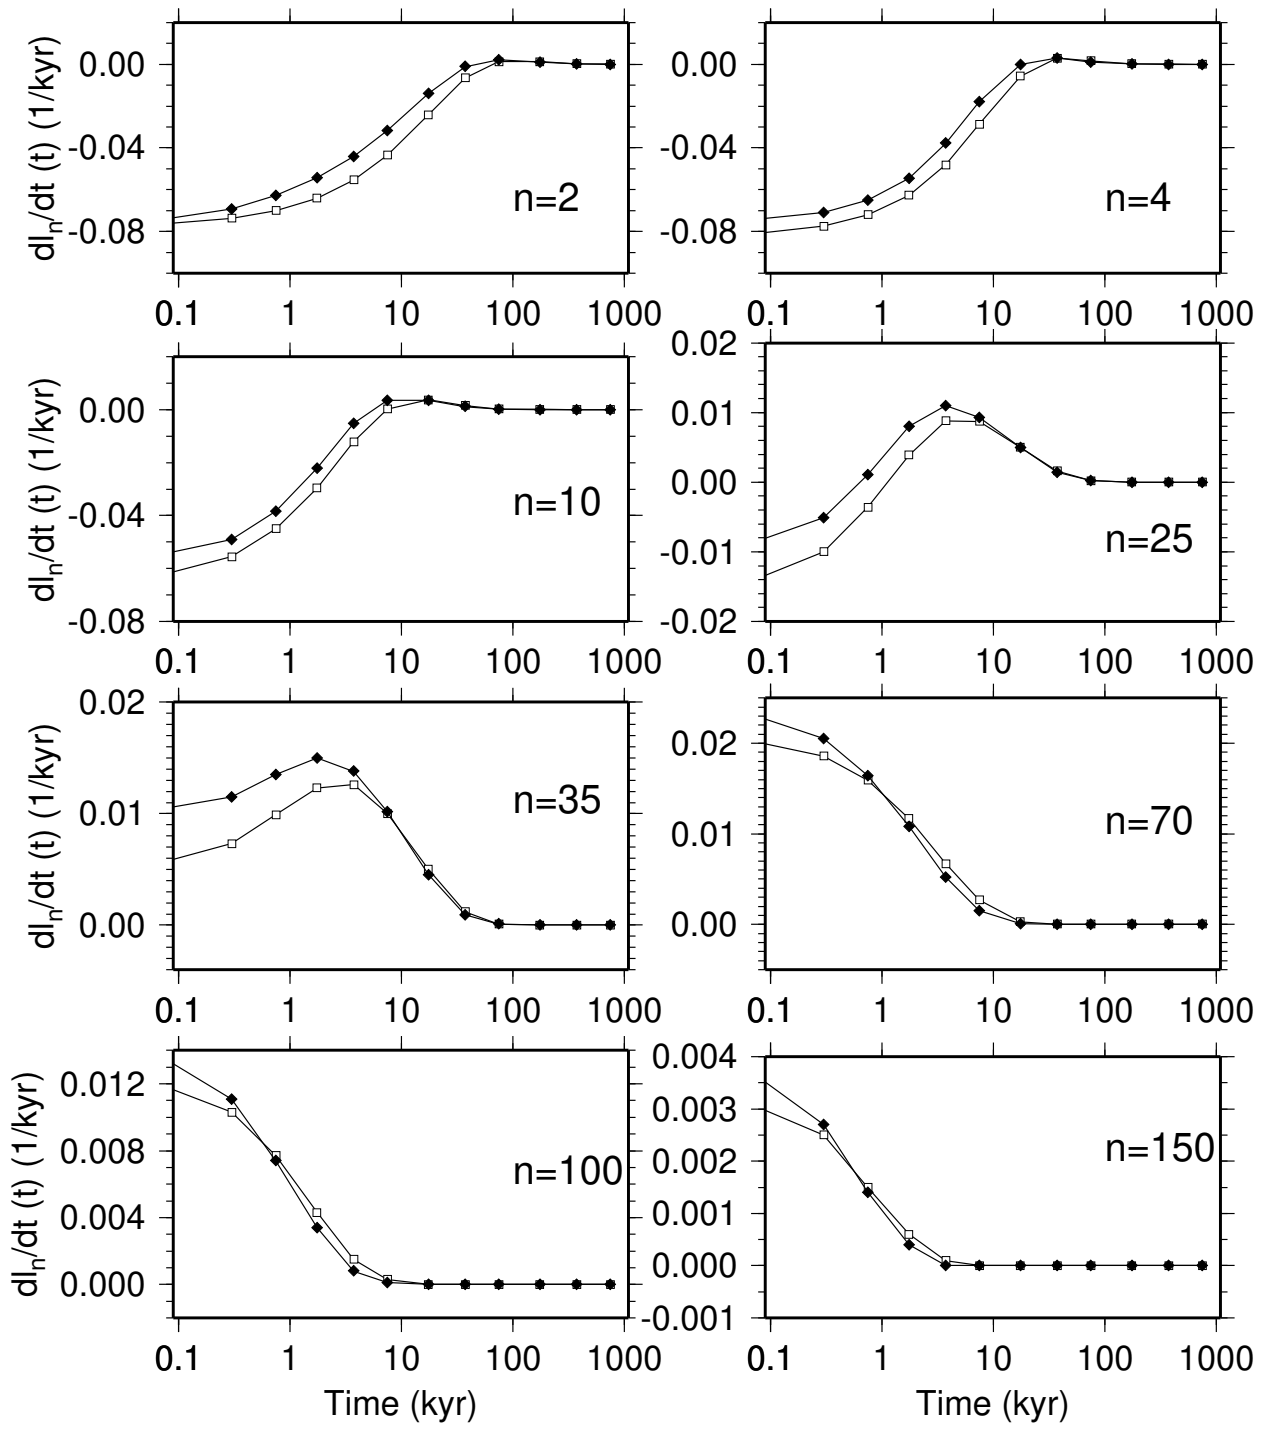 dIn/dt (t) (1/kyr)
0.00
-0.04
-0.08
n=2
0.1 1 10 100 1000
0.00
-0.04
-0.08
n=4
0.1 1 10 100 1000
dIn/dt (t) (1/kyr)
0.00
-0.04
-0.08
n=10
0.1 1 10 100 1000
0.02
0.01
0.00
-0.01
-0.02
n=25
0.1 1 10 100 1000
dIn/dt (t) (1/kyr)
0.02
0.01
0.00
n=35
0.1 1 10 100 1000
0.02
0.01
0.00
n=70
0.1 1 10 100 1000
dIn/dt (t) (1/kyr)
0.012
0.008
0.004
0.000
n=100
0.1 1 10 100 1000
Time (kyr)
0.004
0.003
0.002
0.001
0.000
-0.001
n=150
0.1 1 10 100 1000
Time (kyr)